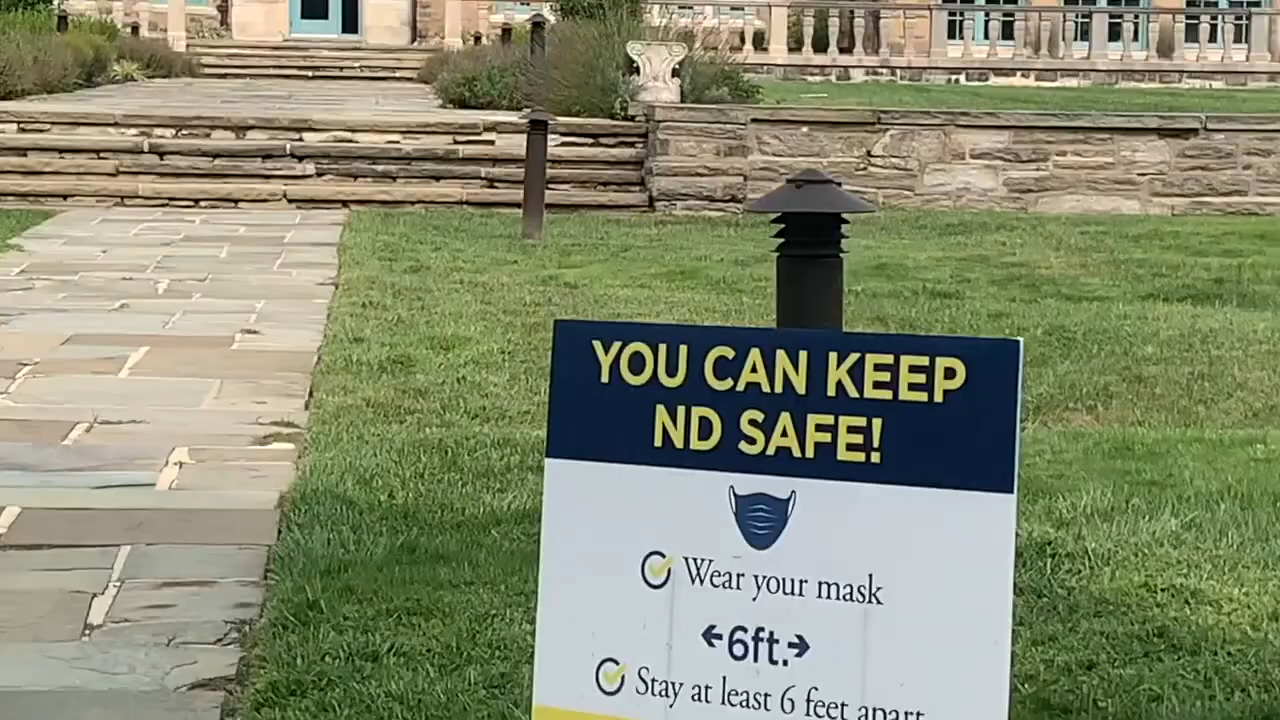 YOU CAN KEEP
ND SAFE!
Wear your mask
←6ft.→
Stay at least 6 feet apart